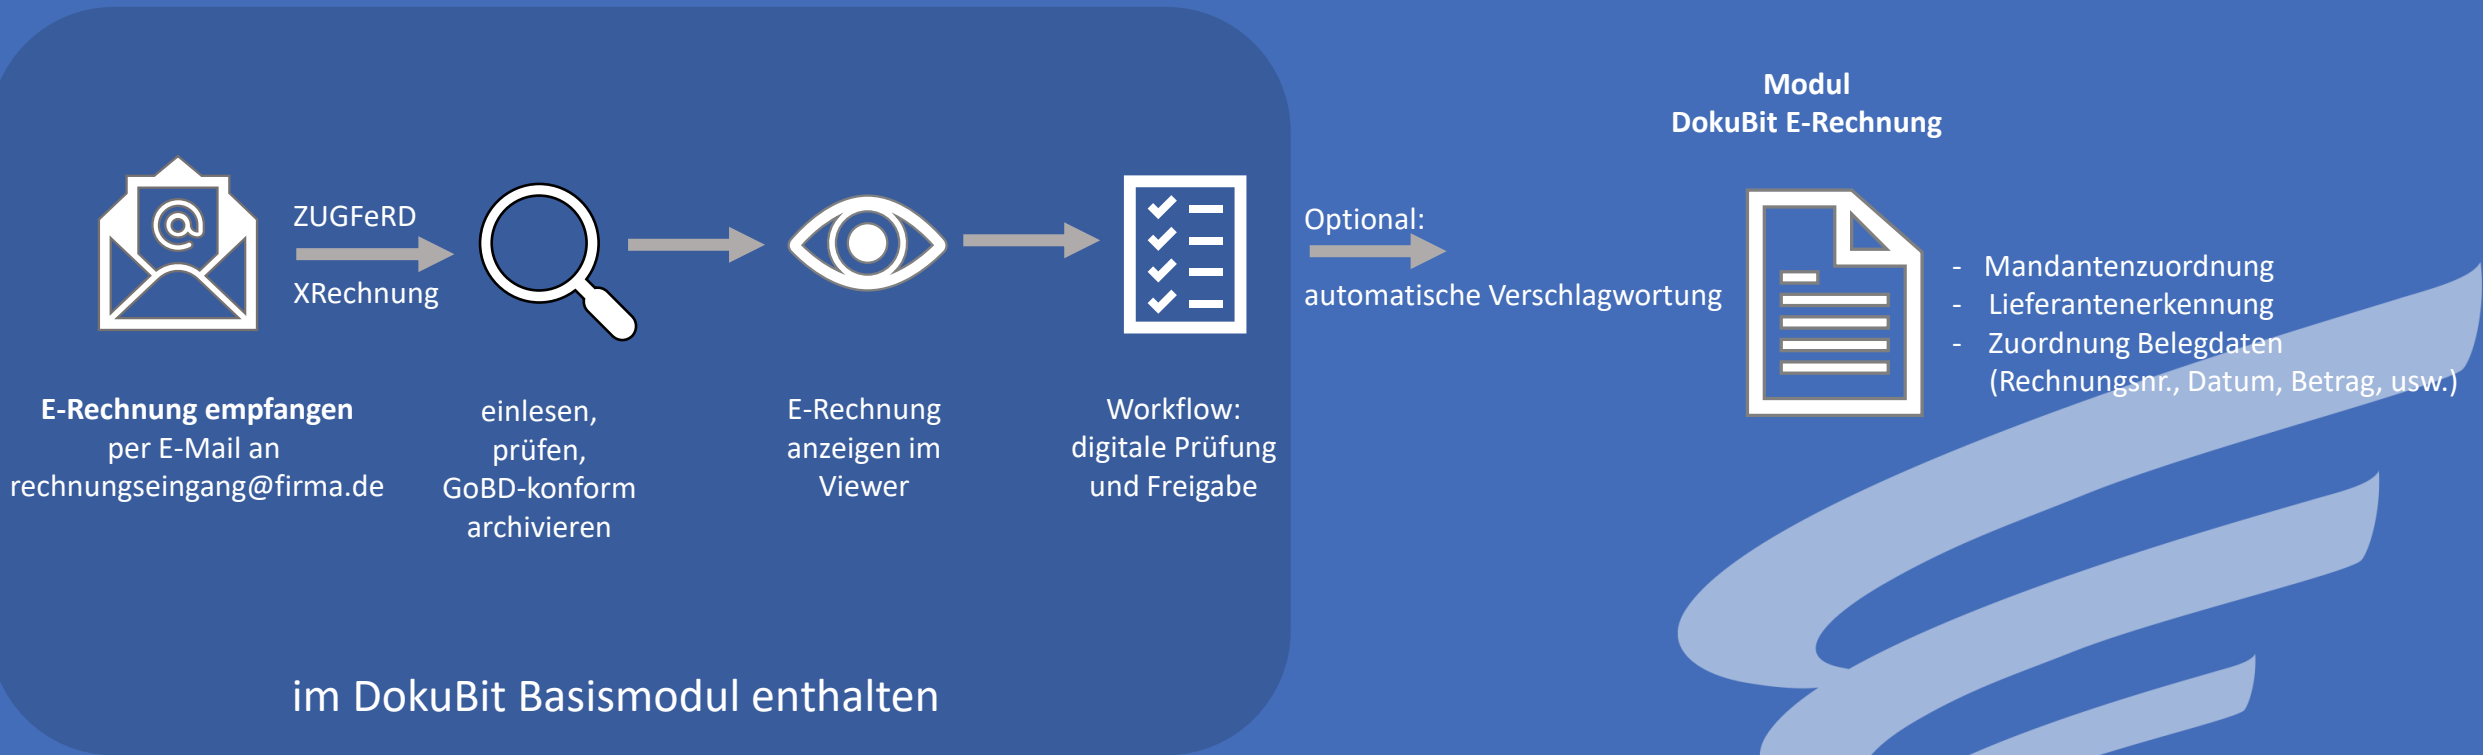 Modul
DokuBit E-Rechnung
@
ZUGFeRD
XRechnung
E-Rechnung empfangen
per E-Mail an
rechnungseingang@firma.de
einlesen,
prüfen,
GoBD-konform
archivieren
E-Rechnung
anzeigen im
Viewer
Workflow:
digitale Prüfung
und Freigabe
Optional:
automatische Verschlagwortung
- Mandantenzuordnung
- Lieferantenerkennung
- Zuordnung Belegdaten
(Rechnungsnr., Datum, Betrag, usw.)
im DokuBit Basismodul enthalten